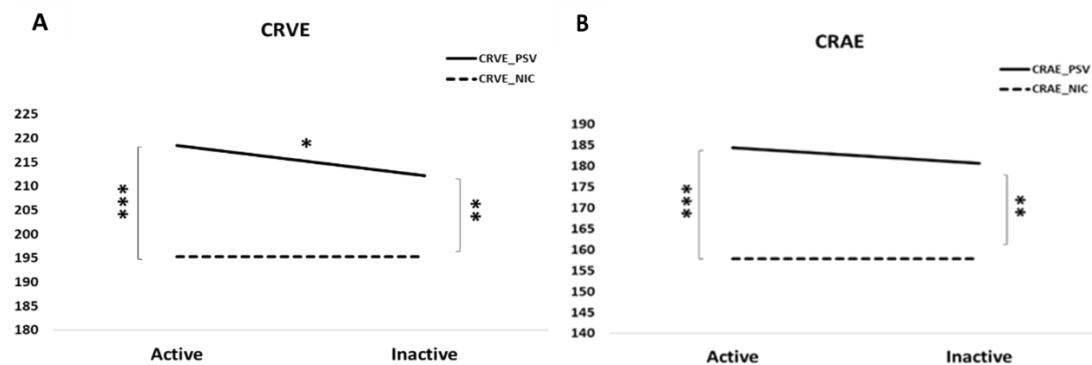 A
CRVE
CRVE_PSV
CRVE_NIC
225
220
215
210
205
200
195
190
185
180
*
***
**
Active
Inactive
B
CRAE
CRAE_PSV
CRAE_NIC
190
185
180
175
170
165
160
155
150
145
140
***
**
Active
Inactive